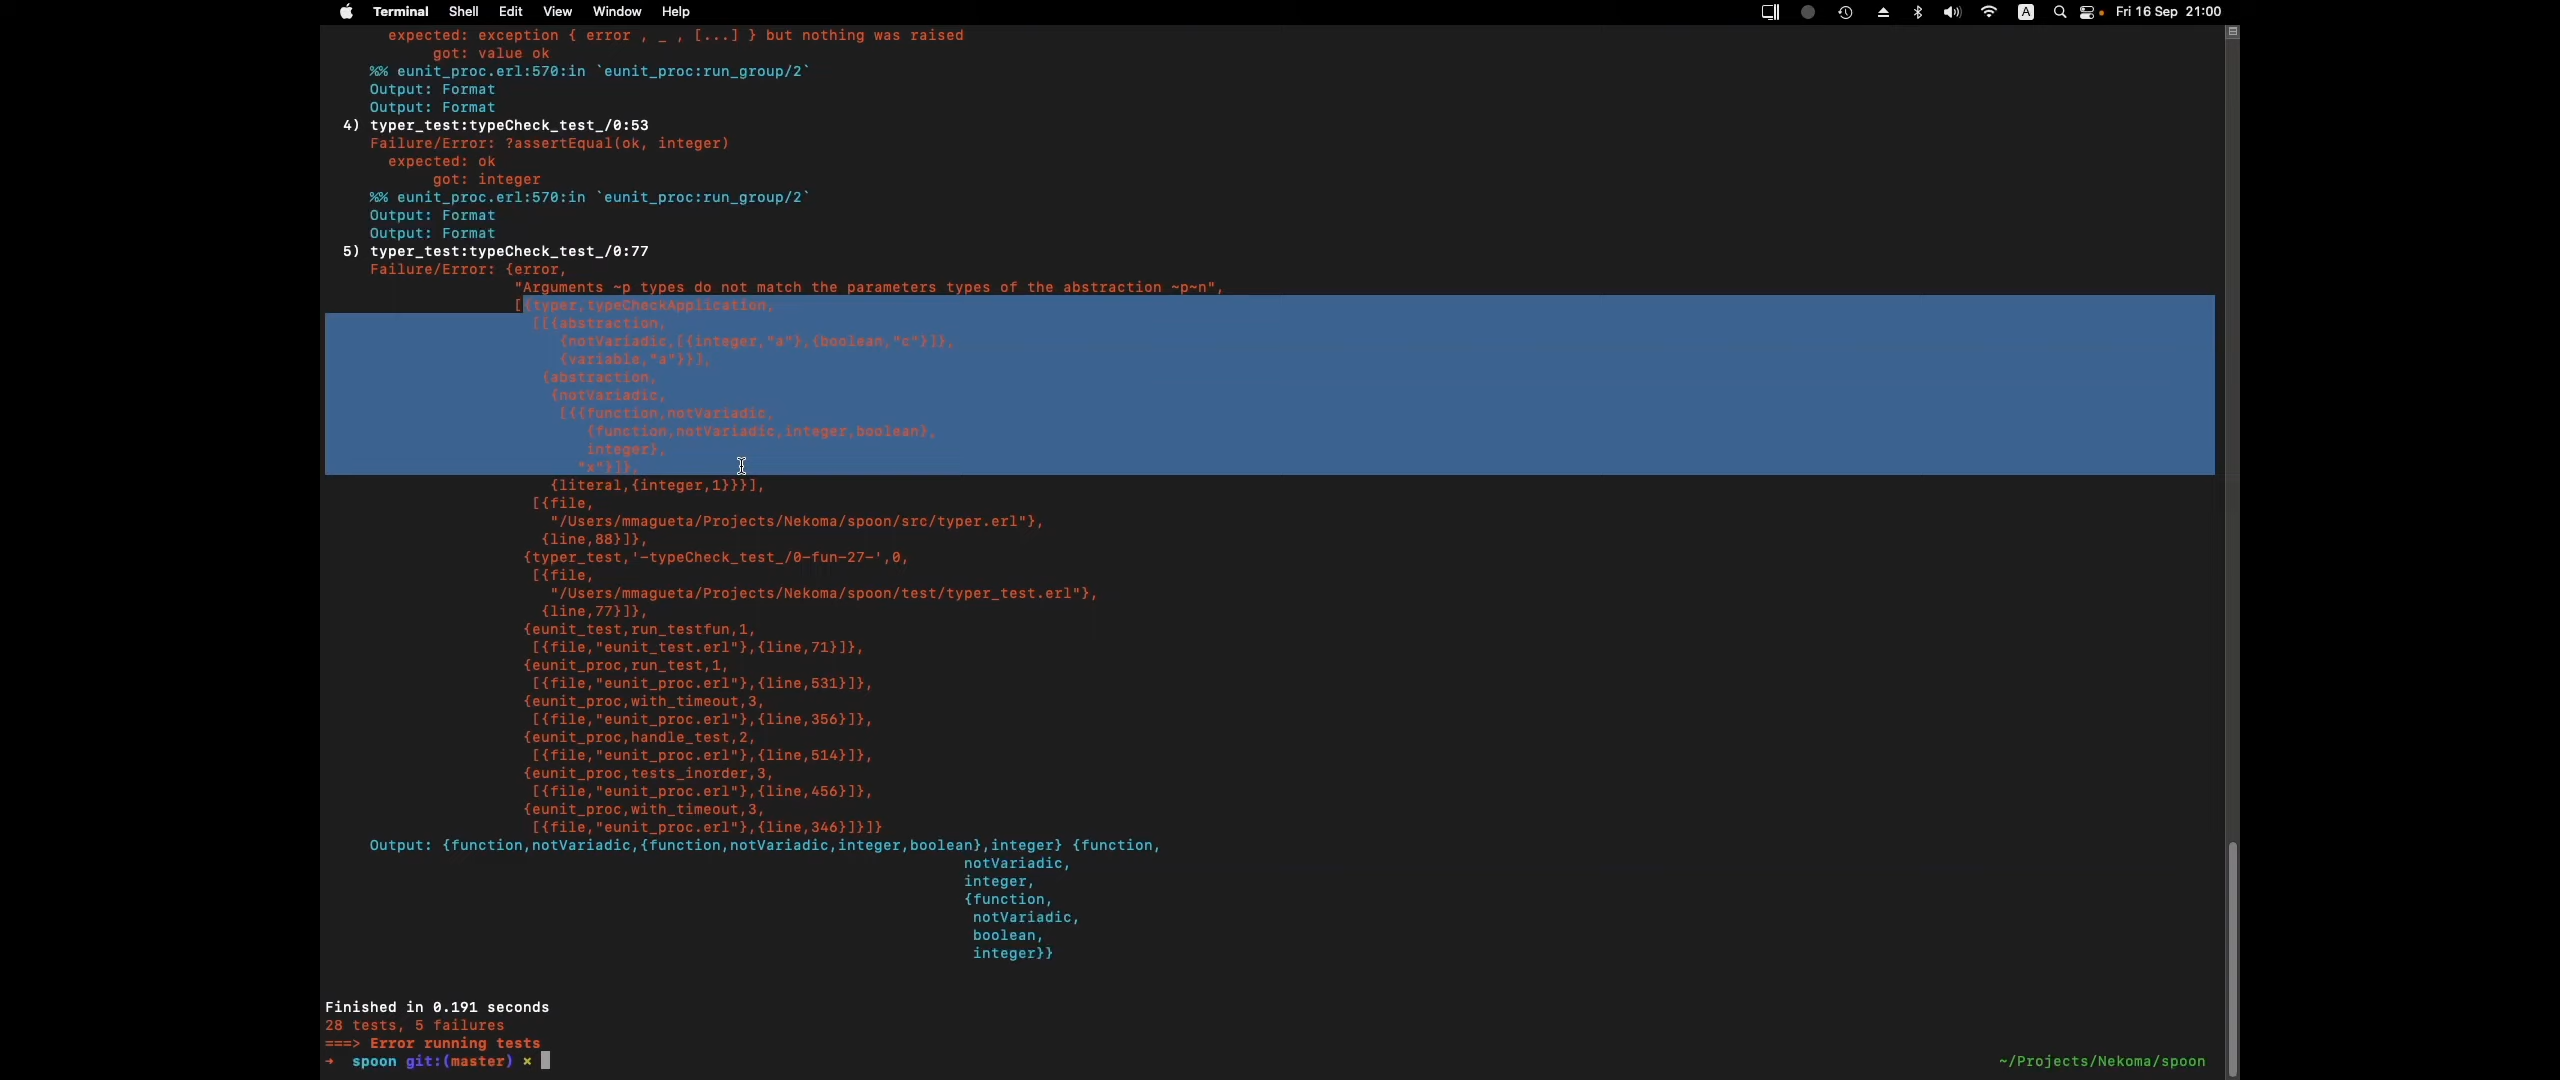 Terminal Shell Edit View Window Help A Fri 16 Sep 21:00
expected: exception { error , _ , [...] } but nothing was raised
got: value ok
%% eunit_proc.erl:570:in `eunit_proc:run_group/2`
Output: Format
Output: Format
4) typer_test:typeCheck_test_/0:53
Failure/Error: ?assertEqual(ok, integer)
expected: ok
got: integer
%% eunit_proc.erl:570:in `eunit_proc:run_group/2`
Output: Format
Output: Format
5) typer_test:typeCheck_test_/0:77
Failure/Error: {error,
"Arguments ~p types do not match the parameters types of the abstraction ~p~n",
[{typer,typeCheckApplication,
[[{abstraction,
{notVariadic,[{integer,"a"},{boolean,"c"}]},
{variable,"a"}}],
{abstraction,
{notVariadic,
[{{function,notVariadic,
{function,notVariadic,integer,boolean},
integer},
"x"}]},
{literal,{integer,1}}}],
[{file,
"/Users/mmagueta/Projects/Nekoma/spoon/src/typer.erl"},
{line,88}]},
{typer_test,'-typeCheck_test_/0-fun-27-',0,
[{file,
"/Users/mmagueta/Projects/Nekoma/spoon/test/typer_test.erl"},
{line,77}]},
{eunit_test,run_testfun,1,
[{file,"eunit_test.erl"},{line,71}]},
{eunit_proc,run_test,1,
[{file,"eunit_proc.erl"},{line,531}]},
{eunit_proc,with_timeout,3,
[{file,"eunit_proc.erl"},{line,356}]},
{eunit_proc,handle_test,2,
[{file,"eunit_proc.erl"},{line,514}]},
{eunit_proc,tests_inorder,3,
[{file,"eunit_proc.erl"},{line,456}]},
{eunit_proc,with_timeout,3,
[{file,"eunit_proc.erl"},{line,346}]}]}
Output: {function,notVariadic,{function,notVariadic,integer,boolean},integer} {function,
notVariadic,
integer,
{function,
notVariadic,
boolean,
integer}}
Finished in 0.191 seconds
28 tests, 5 failures
===> Error running tests
→ spoon git:(master) × ~/Projects/Nekoma/spoon